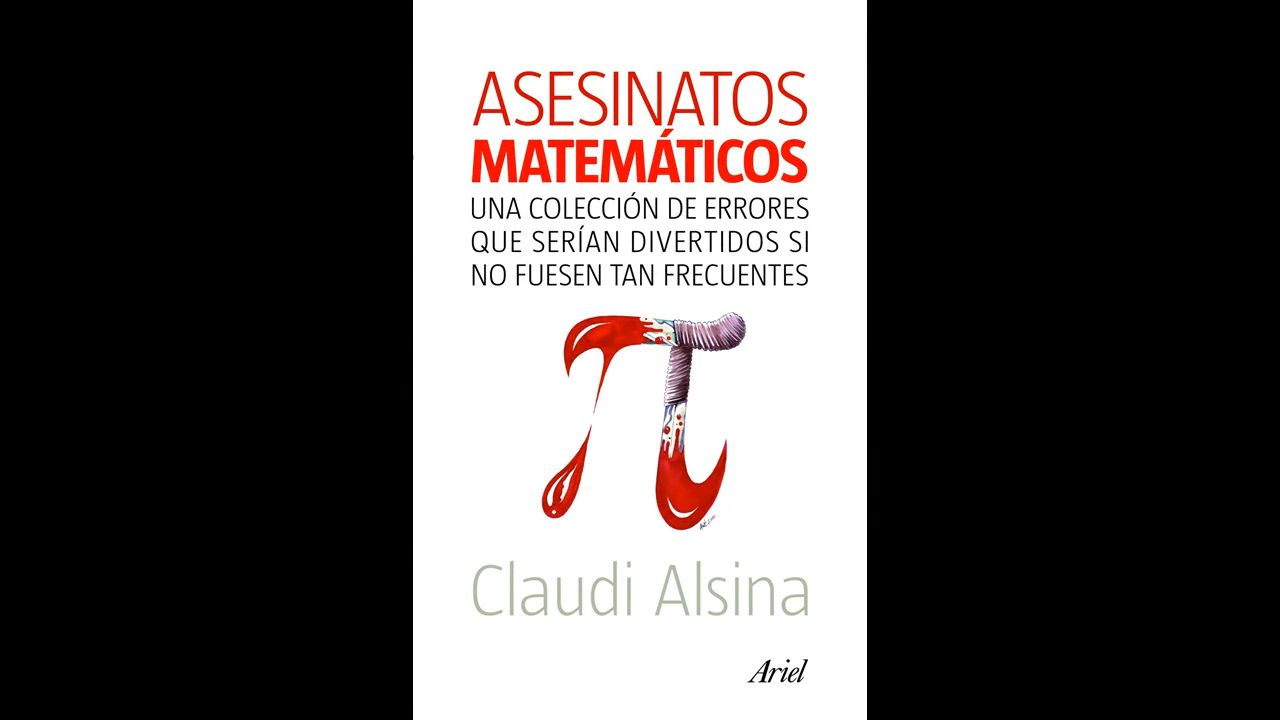 ASESINATOS
MATEMÁTICOS
UNA COLECCIÓN DE ERRORES
QUE SERÍAN DIVERTIDOS SI
NO FUESEN TAN FRECUENTES
Claudi Alsina
Ariel